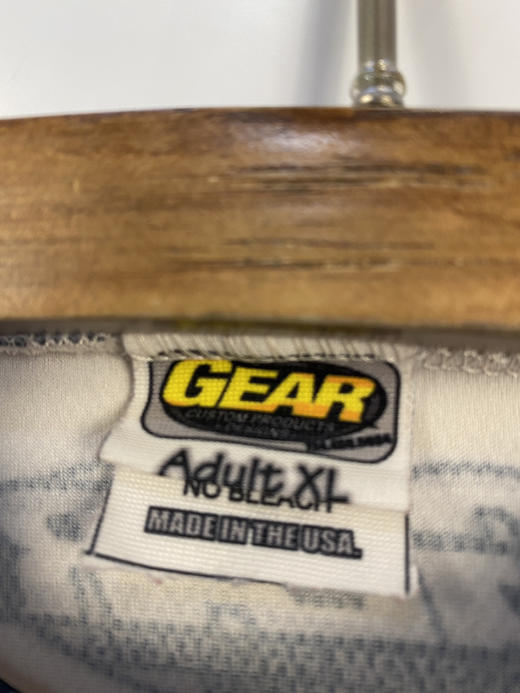 GEAR
CUSTOM PRODUCTS
Adult XL
NO BLEACH
MADE IN THE USA.